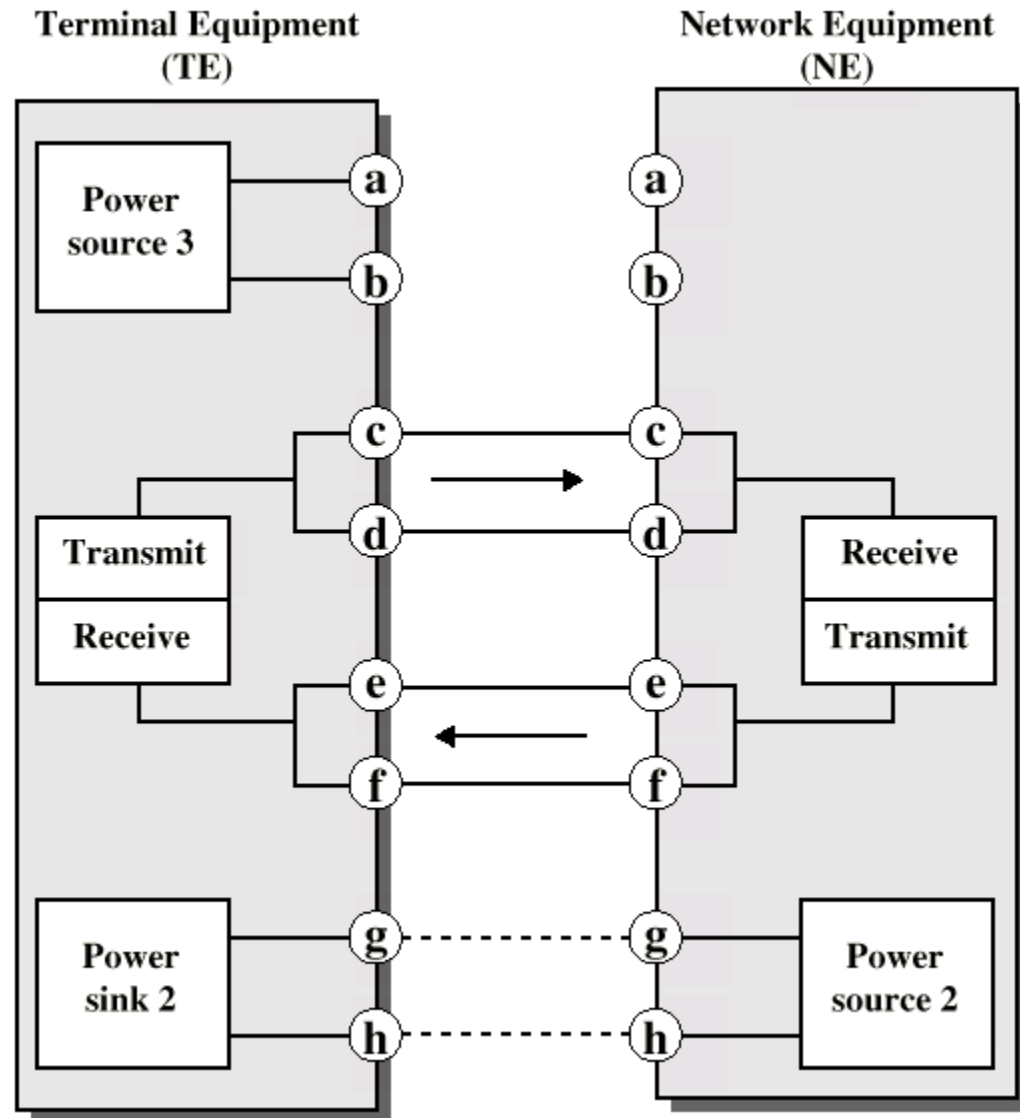 Terminal Equipment
(TE)
Network Equipment
(NE)
Power
source 3
a
b
a
b
c
d
c
d
Transmit
Receive
Receive
Transmit
e
f
e
f
Power
sink 2
g
h
g
h
Power
source 2